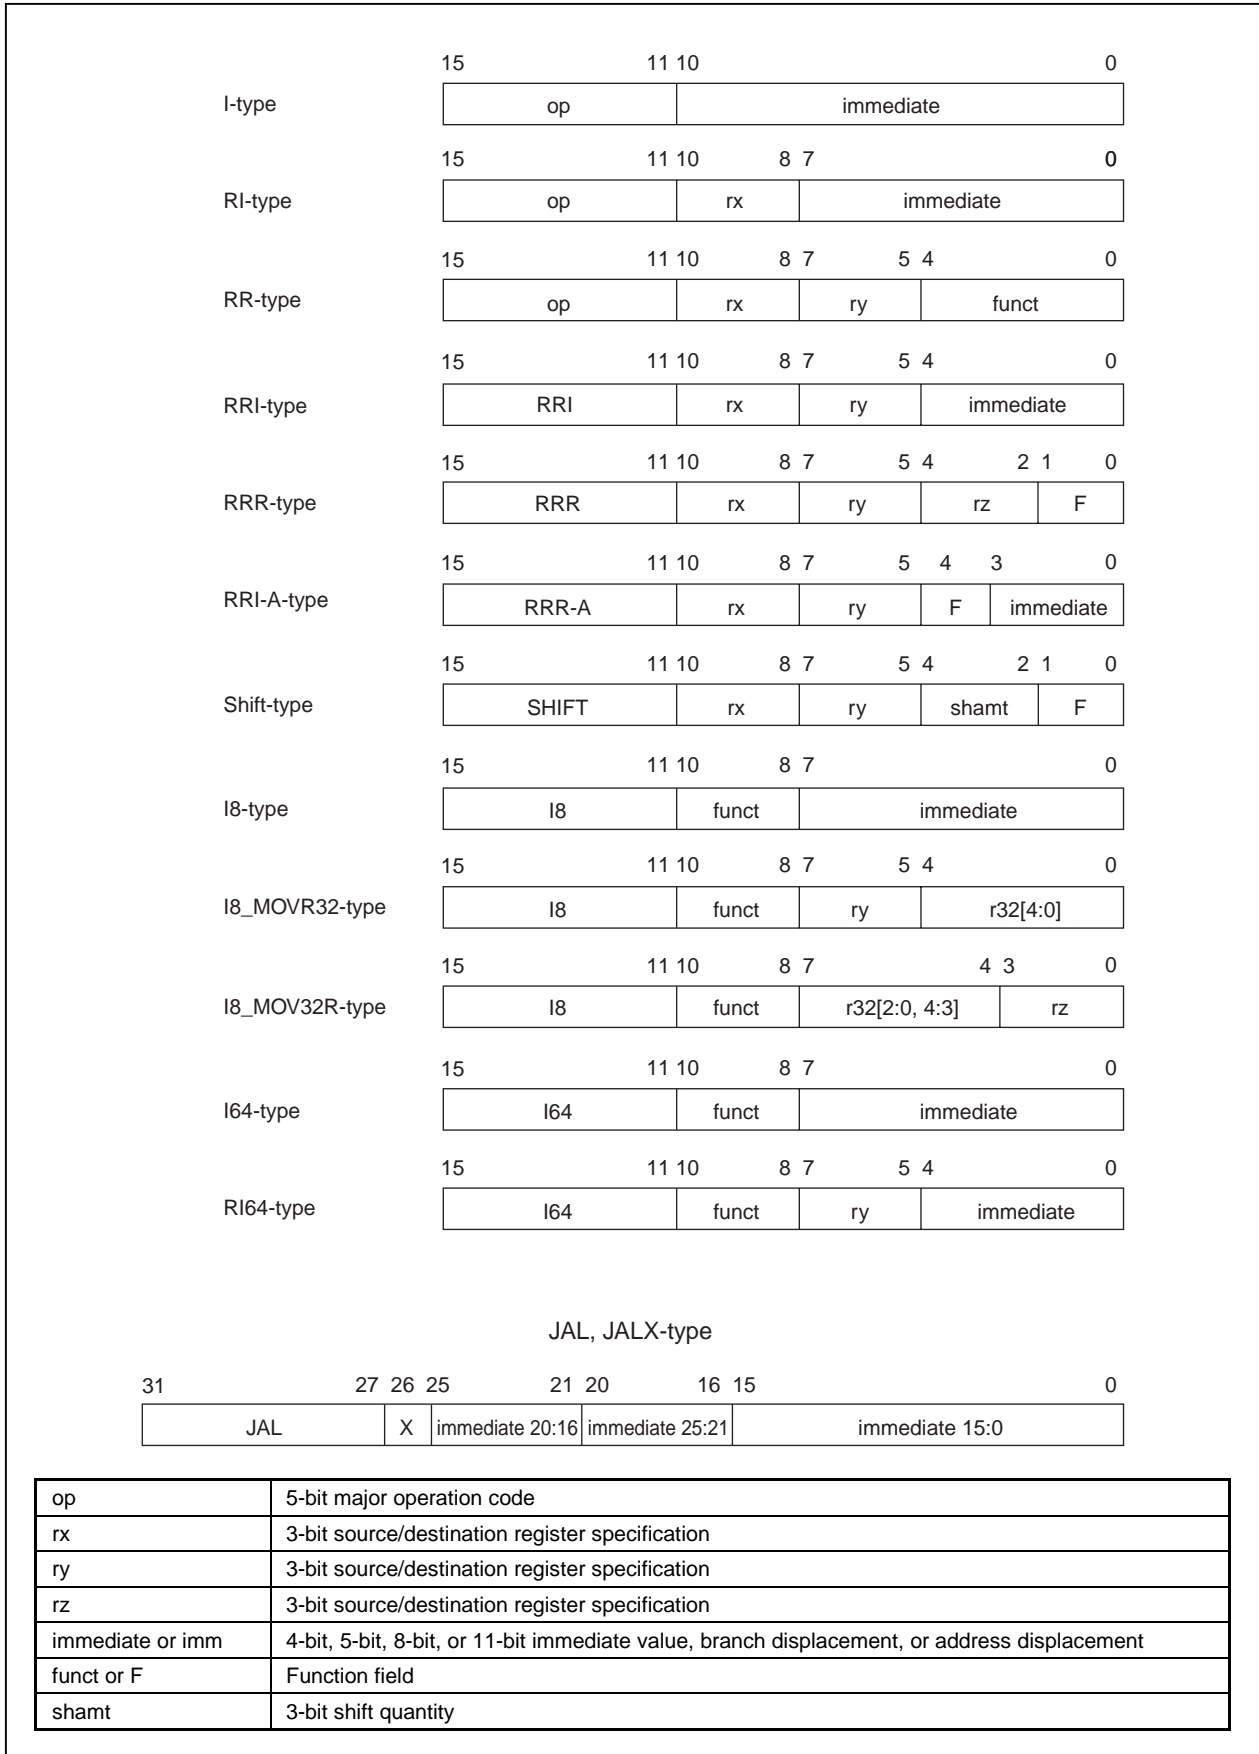 15 11 10 0
I-type op immediate
15 11 10 8 7 0
RI-type op rx immediate
15 11 10 8 7 5 4 0
RR-type op rx ry funct
15 11 10 8 7 5 4 0
RRI-type RRI rx ry immediate
15 11 10 8 7 5 4 2 1 0
RRR-type RRR rx ry rz F
15 11 10 8 7 5 4 3 0
RRI-A-type RRR-A rx ry F immediate
15 11 10 8 7 5 4 2 1 0
Shift-type SHIFT rx ry shamt F
15 11 10 8 7 0
I8-type I8 funct immediate
15 11 10 8 7 5 4 0
I8_MOVR32-type I8 funct ry r32[4:0]
15 11 10 8 7 4 3 0
I8_MOV32R-type I8 funct r32[2:0, 4:3] rz
15 11 10 8 7 0
I64-type I64 funct immediate
15 11 10 8 7 5 4 0
RI64-type I64 funct ry immediate
JAL, JALX-type
31 27 26 25 21 20 16 15 0
JAL X immediate 20:16 immediate 25:21 immediate 15:0
op 5-bit major operation code
rx 3-bit source/destination register specification
ry 3-bit source/destination register specification
rz 3-bit source/destination register specification
immediate or imm 4-bit, 5-bit, 8-bit, or 11-bit immediate value, branch displacement, or address displacement
funct or F Function field
shamt 3-bit shift quantity